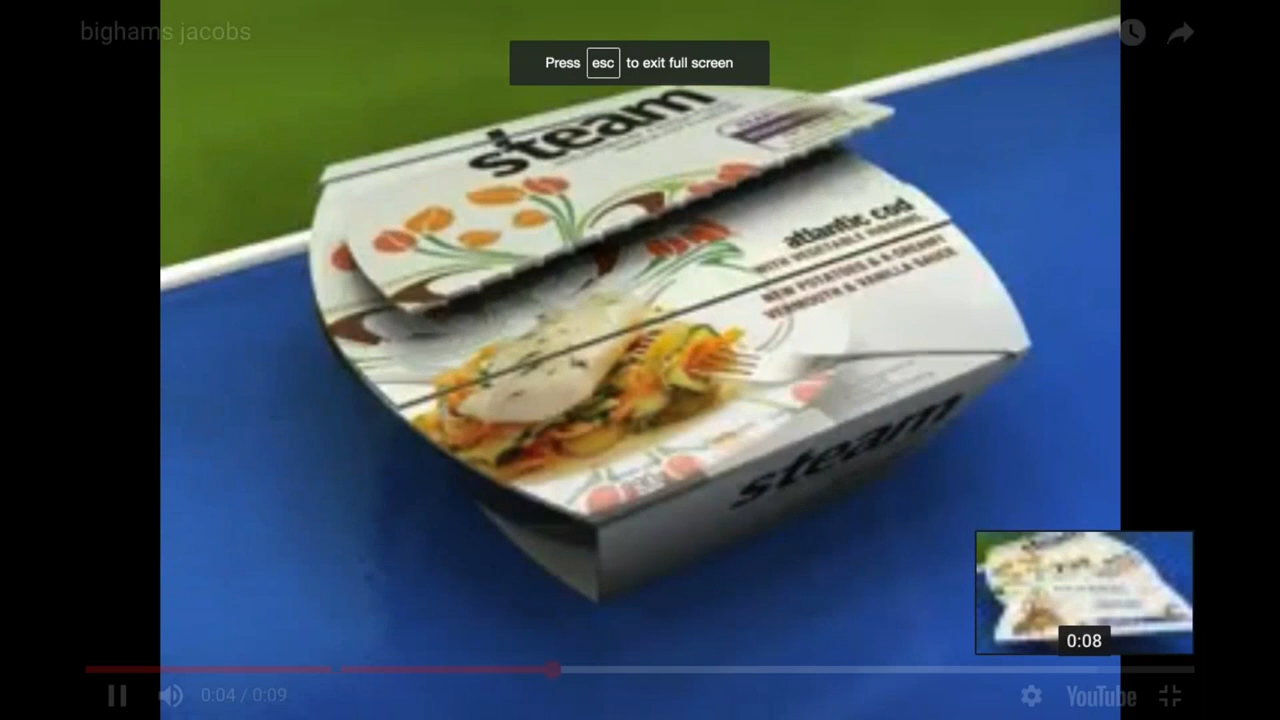 bighams jacobs
Press esc to exit full screen
steam
atlantic cod
WITH VEGETABLE RIBBONS,
NEW POTATOES & A CREAMY
VERMOUTH & VANILLA SAUCE
steam
0:08
0:04 / 0:09
YouTube